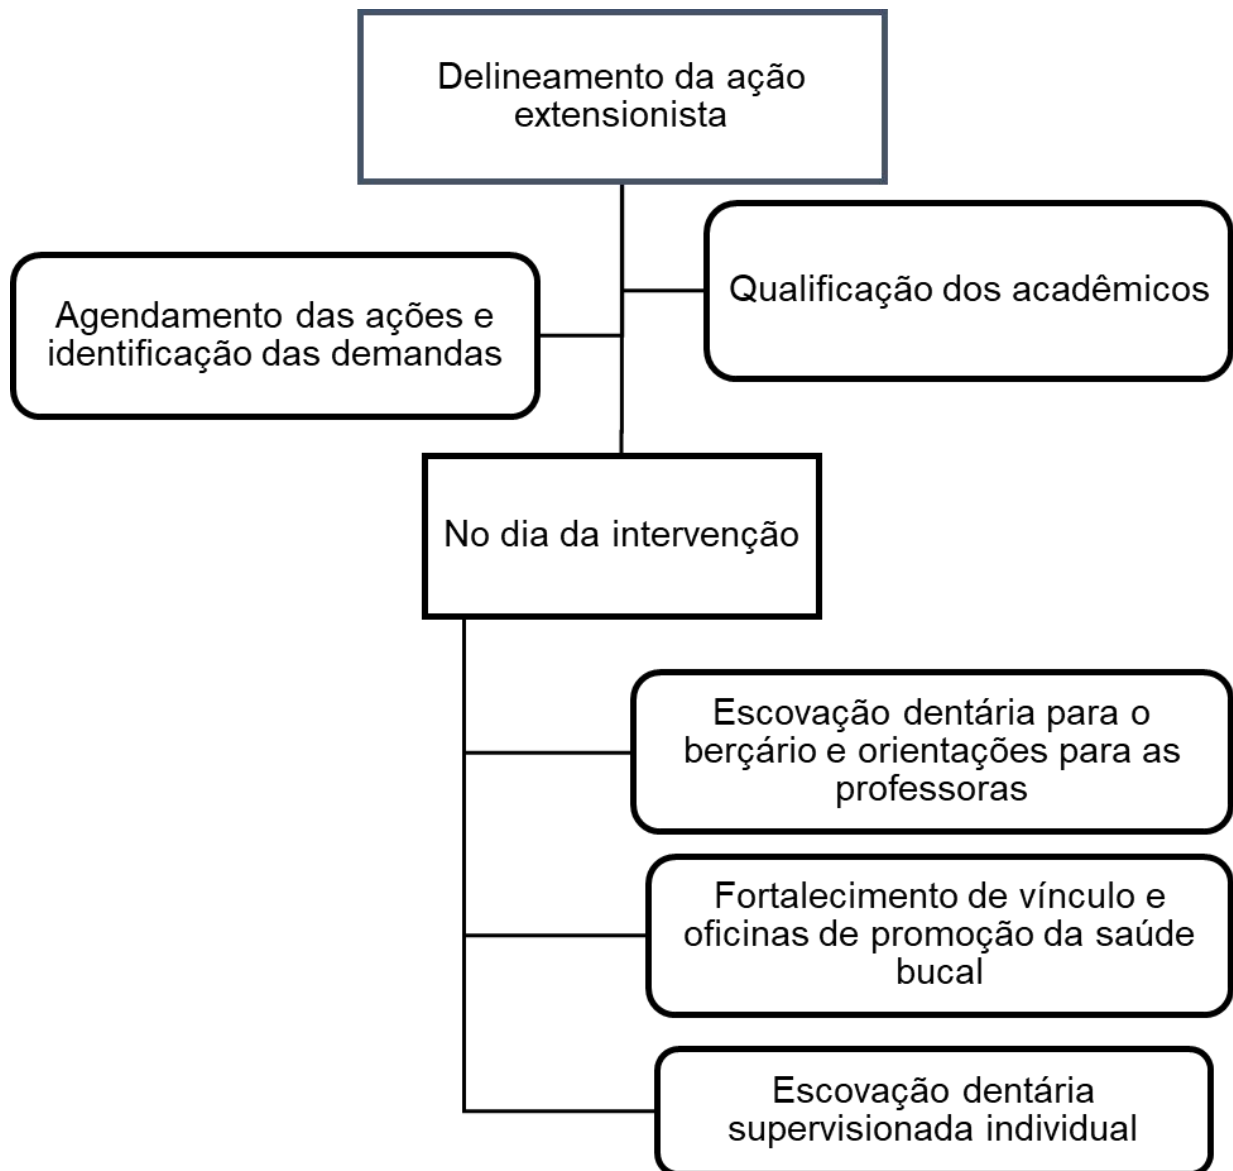 Delineamento da ação
extensionista
Qualificação dos acadêmicos
Agendamento das ações e
identificação das demandas
No dia da intervenção
Escovação dentária para o
berçário e orientações para as
professoras
Fortalecimento de vínculo e
oficinas de promoção da saúde
bucal
Escovação dentária
supervisionada individual